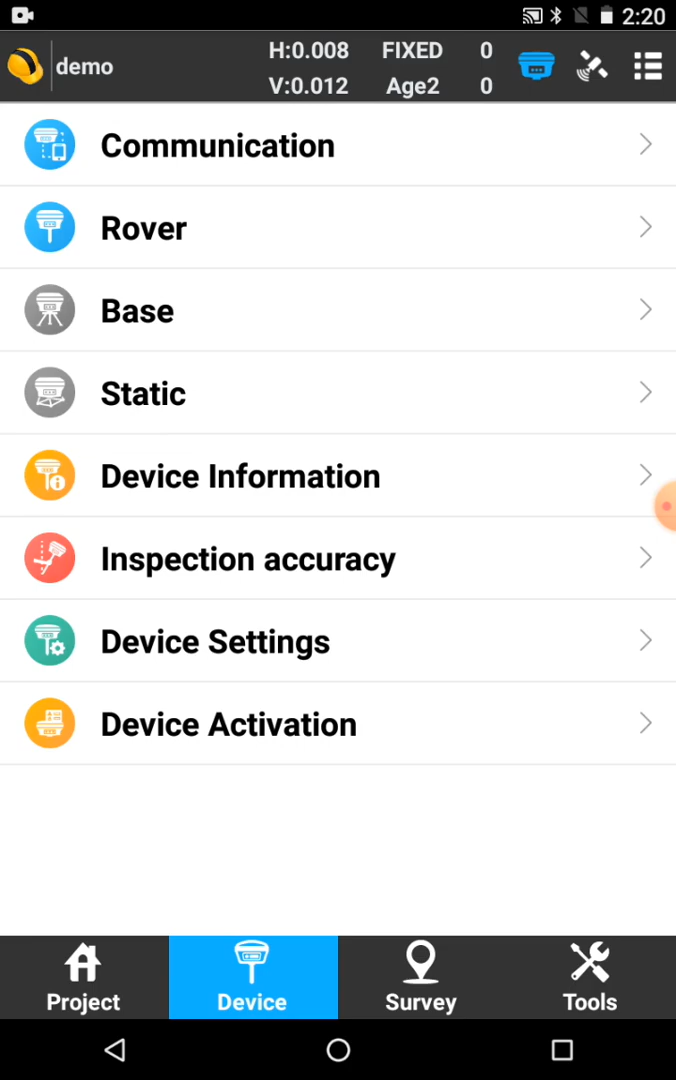 2:20
demo
H:0.008 FIXED 0
V:0.012 Age2 0
Communication
Rover
Base
Static
Device Information
Inspection accuracy
Device Settings
Device Activation
Project Device Survey Tools